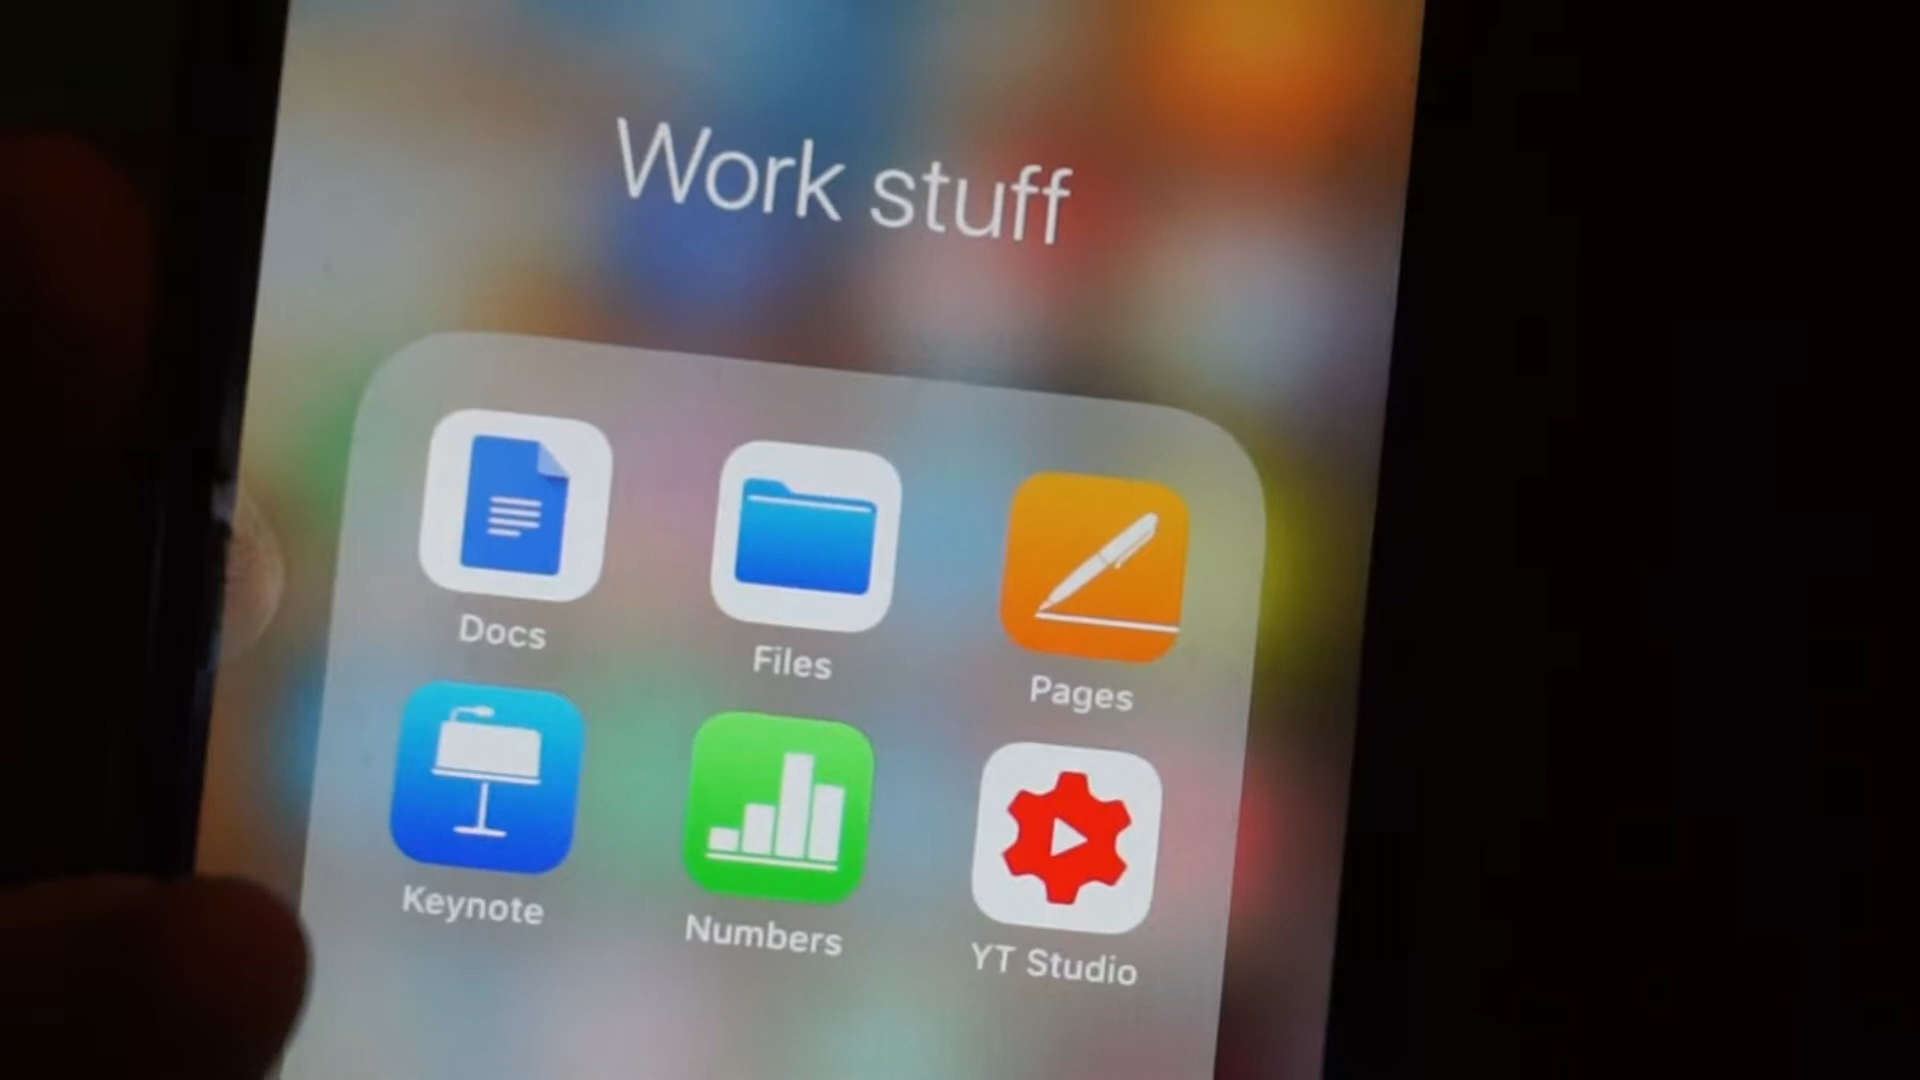 Work stuff
Docs
Files
Pages
Keynote
Numbers
YT Studio